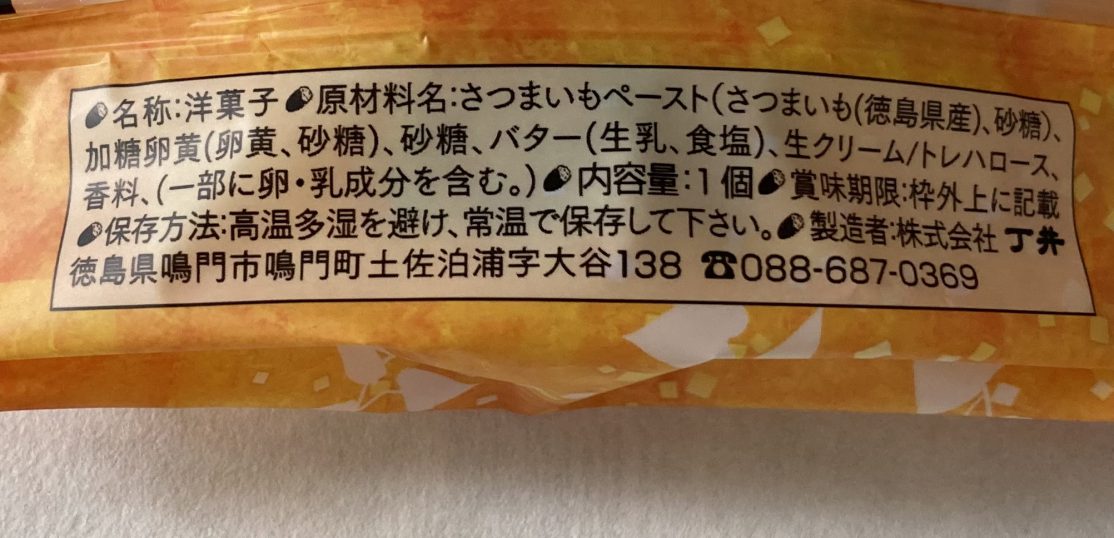 名称:洋菓子 原材料名:さつまいもペースト(さつまいも(徳島県産)、砂糖)、
加糖卵黄(卵黄、砂糖)、砂糖、バター(生乳、食塩)、生クリーム/トレハロース、
香料、(一部に卵・乳成分を含む。) 内容量:1個 賞味期限:枠外上に記載
保存方法:高温多湿を避け、常温で保存して下さい。 製造者:株式会社 丁井
徳島県鳴門市鳴門町土佐泊浦字大谷138 ☎088-687-0369